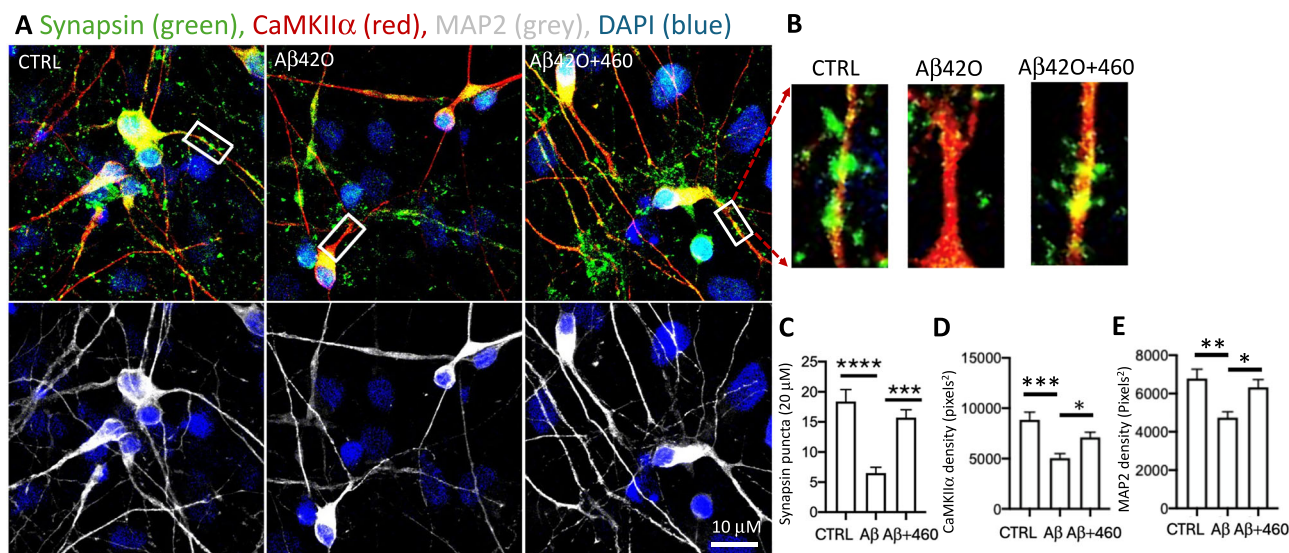 A Synapsin (green), CaMKIIα (red), MAP2 (grey), DAPI (blue)
CTRL
Aβ42O
Aβ42O+460
10 µM
B
CTRL
Aβ42O
Aβ42O+460
C
Synapsin puncta (20 µM)
25
20
15
10
5
0
****
***
CTRL Aβ Aβ+460
D
CaMKIIα density (pixels²)
15000
10000
5000
0
***
*
CTRL Aβ Aβ+460
E
MAP2 density (Pixels²)
8000
6000
4000
2000
0
**
*
CTRL Aβ Aβ+460